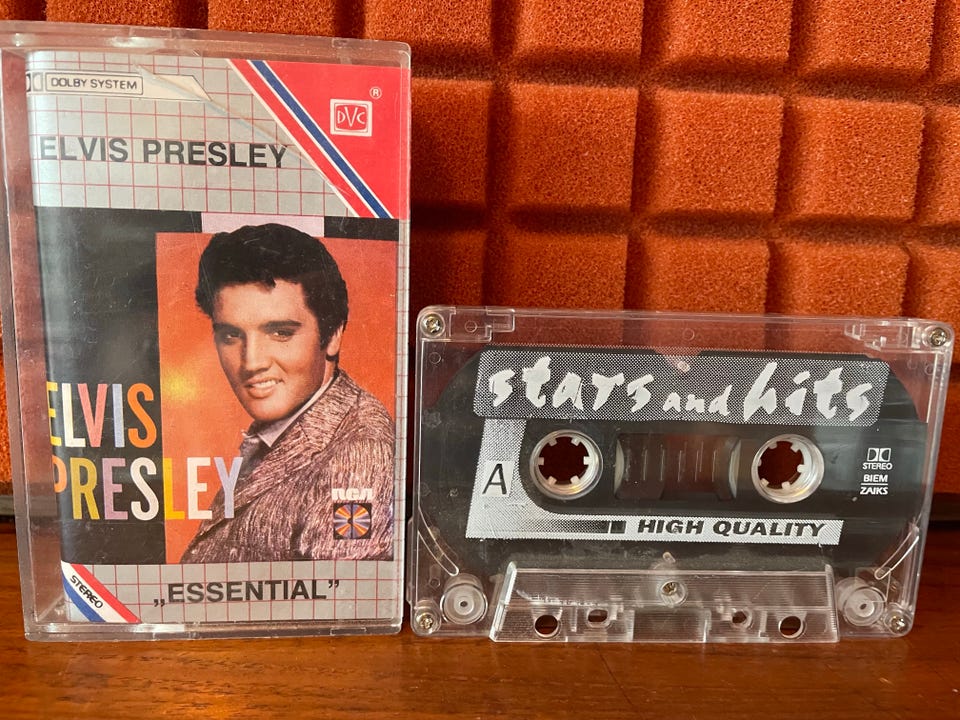 DOLBY SYSTEM
DVC
®
ELVIS PRESLEY
ELVIS
PRESLEY
RCA
STEREO
„ESSENTIAL”
stars and hits
A
STEREO
BIEM
ZAIKS
HIGH QUALITY